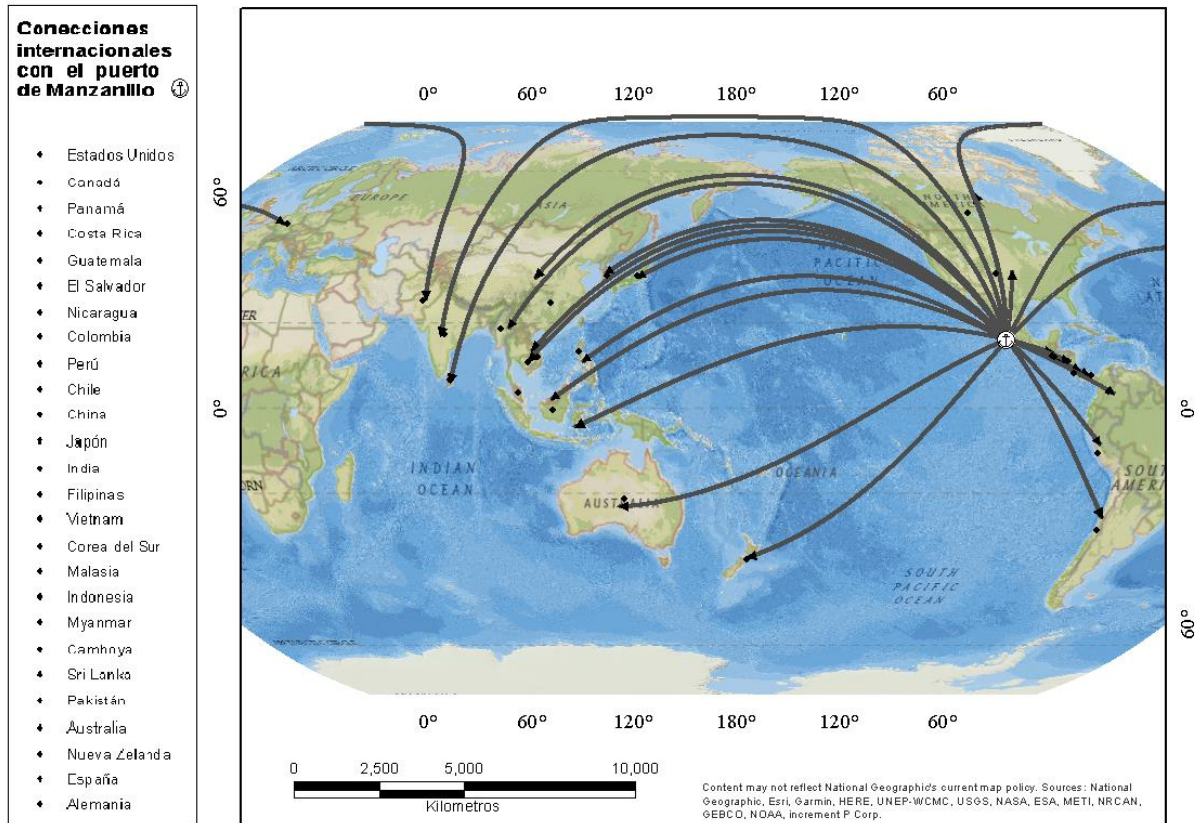 Conecciones
internacionales
con el puerto
de Manzanillo
Estados Unidos
Canadá
Panamá
Costa Rica
Guatemala
El Salvador
Nicaragua
Colombia
Perú
Chile
China
Japón
India
Filipinas
Vietnam
Corea del Sur
Malasia
Indonesia
Myanmar
Camboya
Sri Lanka
Pakistán
Australia
Nueva Zelanda
España
Alemania
0° 60° 120° 180° 120° 60°
60°
0°
0°
60°
EUROPE
ASIA
NORTH
AMERICA
PACIFIC
OCEAN
INDIAN
OCEAN
AUSTRALIA
OCEANIA
SOUTH
PACIFIC
OCEAN
SOUT
AMERICA
0° 60° 120° 180° 120° 60°
0 2,500 5,000 10,000
Kilometros
Content may not reflect National Geographic's current map policy. Sources: National
Geographic, Esri, Garmin, HERE, UNEP-WCMC, USGS, NASA, ESA, METI, NRCAN,
GEBCO, NOAA, increment P Corp.